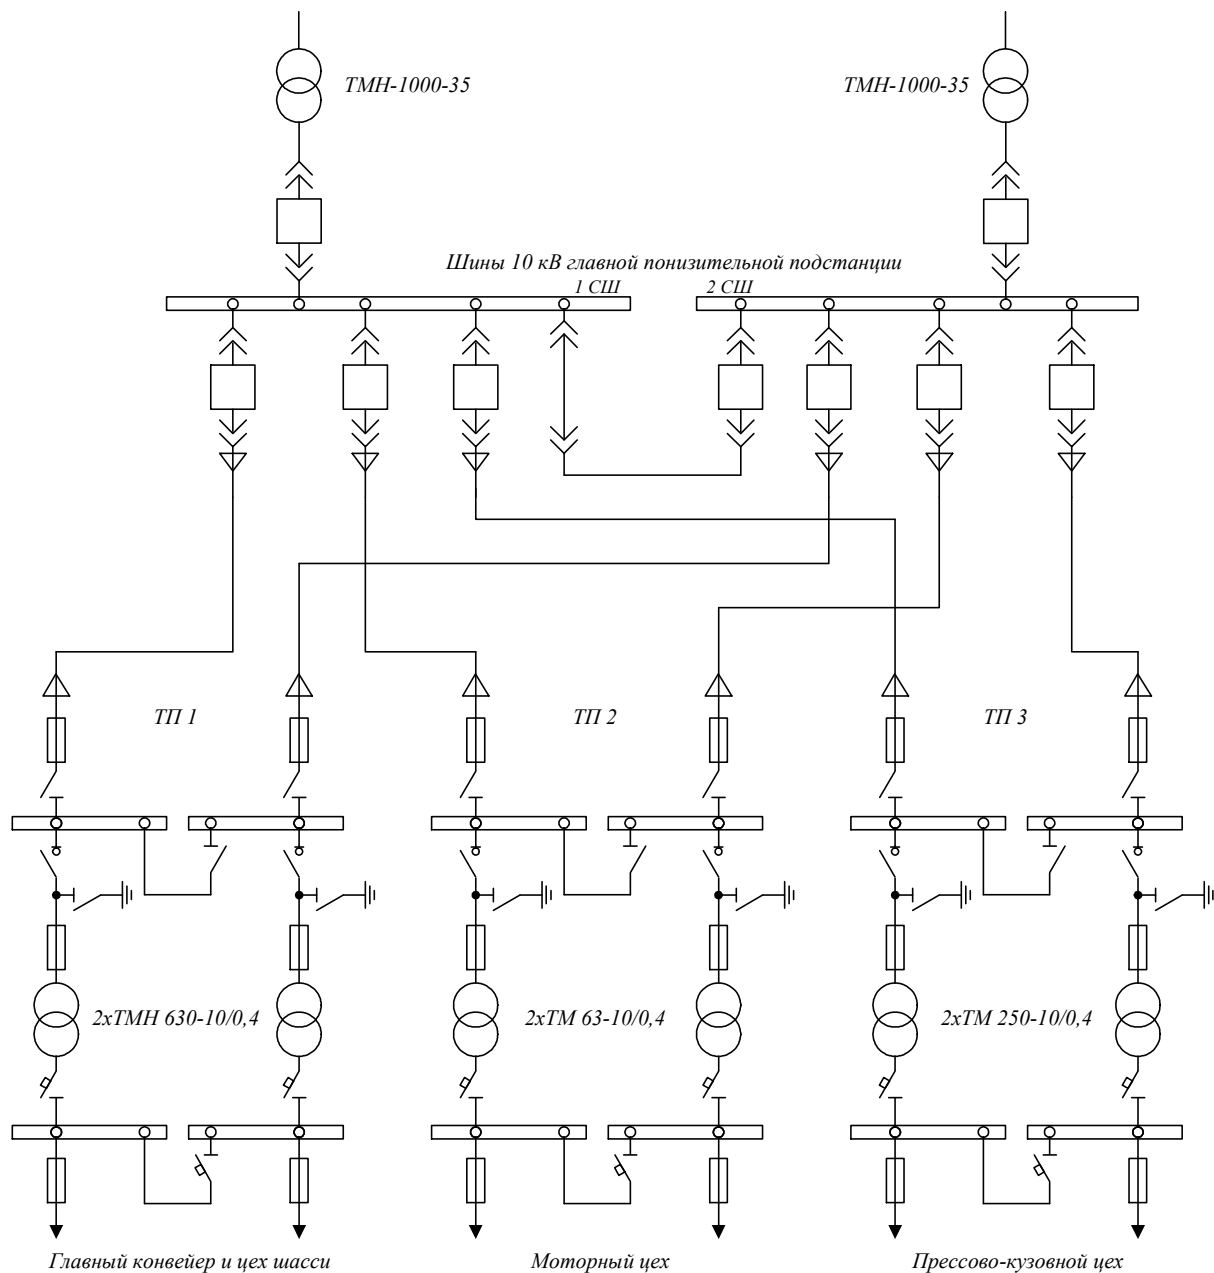 ТМН-1000-35
ТМН-1000-35
Шины 10 кВ главной понизительной подстанции
1 СШ
2 СШ
ТП 1
ТП 2
ТП 3
2хТМН 630-10/0,4
2хТМ 63-10/0,4
2хТМ 250-10/0,4
Главный конвейер и цех шасси
Моторный цех
Прессово-кузовной цех